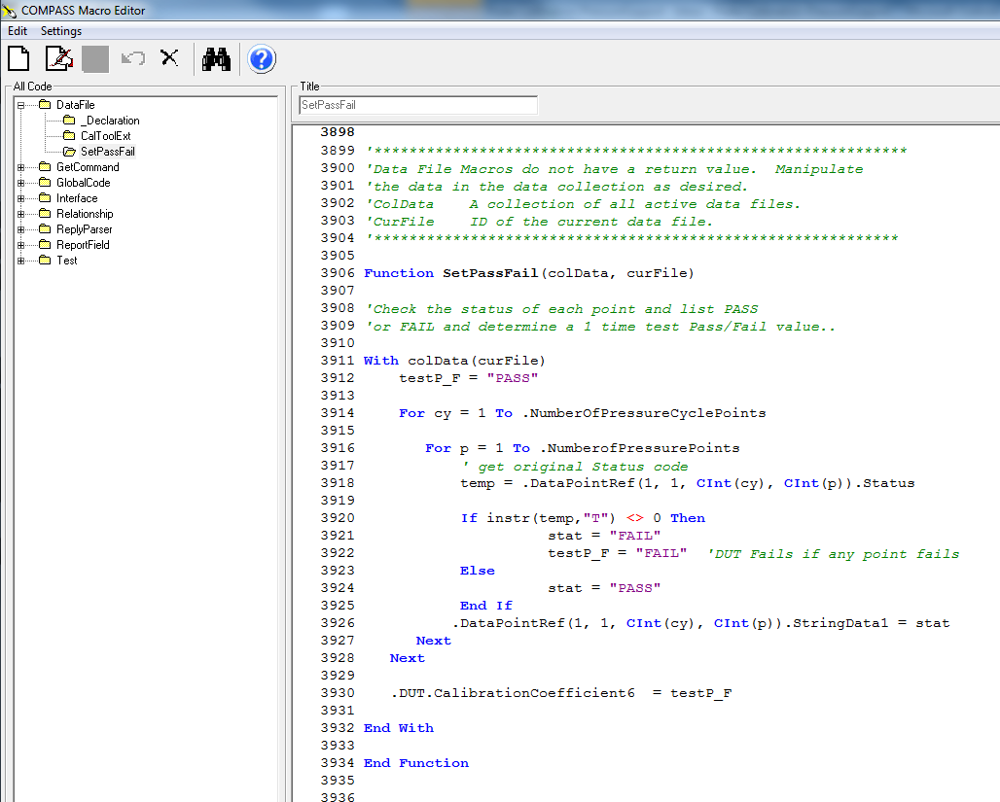 COMPASS Macro Editor
Edit Settings
All Code
DataFile
_Declaration
CalToolExt
SetPassFail
GetCommand
GlobalCode
Interface
Relationship
ReplyParser
ReportField
Test
Title
SetPassFail
3898
3899 '*************************************************************
3900 'Data File Macros do not have a return value.  Manipulate
3901 'the data in the data collection as desired.
3902 'ColData    A collection of all active data files.
3903 'CurFile    ID of the current data file.
3904 '************************************************************
3905
3906 Function SetPassFail(colData, curFile)
3907
3908 'Check the status of each point and list PASS
3909 'or FAIL and determine a 1 time test Pass/Fail value..
3910
3911 With colData(curFile)
3912     testP_F = "PASS"
3913
3914     For cy = 1 To .NumberOfPressureCyclePoints
3915
3916        For p = 1 To .NumberofPressurePoints
3917            ' get original Status code
3918            temp = .DataPointRef(1, 1, CInt(cy), CInt(p)).Status
3919
3920            If instr(temp,"T") <> 0 Then
3921                      stat = "FAIL"
3922                      testP_F = "FAIL"  'DUT Fails if any point fails
3923            Else
3924                      stat = "PASS"
3925            End If
3926           .DataPointRef(1, 1, CInt(cy), CInt(p)).StringData1 = stat
3927       Next
3928    Next
3929
3930    .DUT.CalibrationCoefficient6  = testP_F
3931
3932 End With
3933
3934 End Function
3935
3936